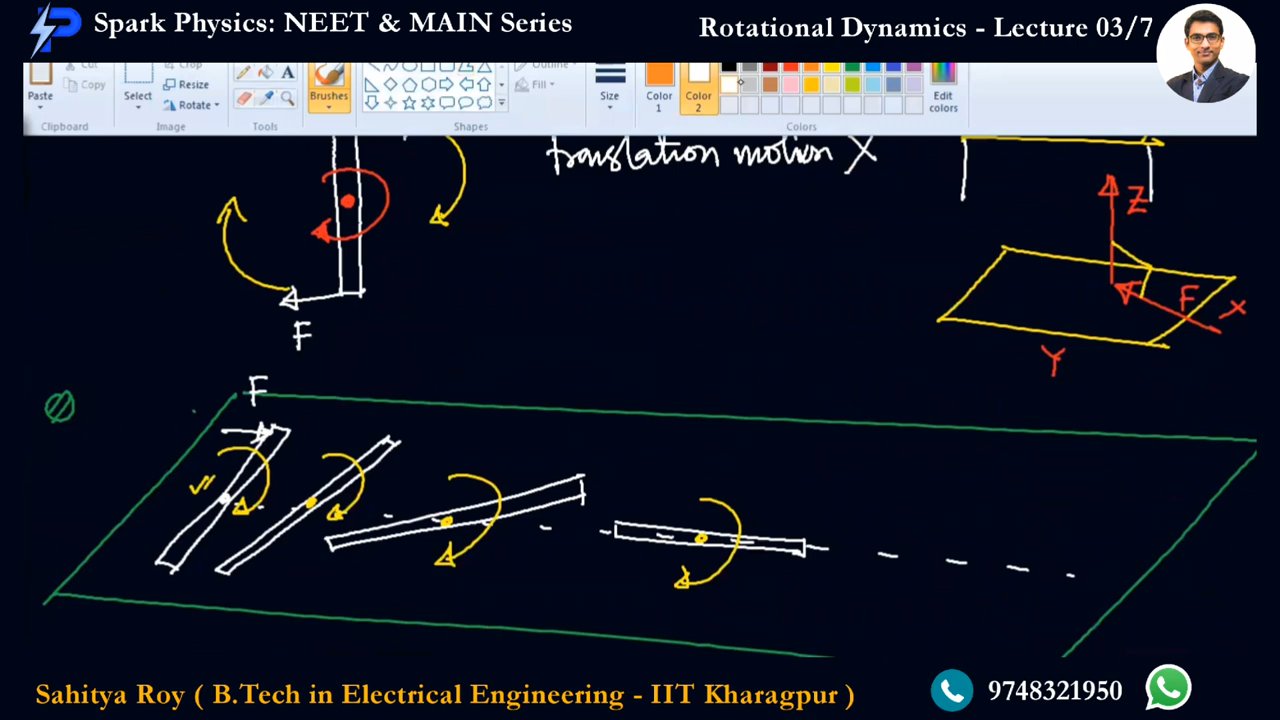 Spark Physics: NEET & MAIN Series
Rotational Dynamics - Lecture 03/7
Paste
Copy
Crop
Resize
Rotate
Select
Brushes
Outline
Fill
Size
Color 1
Color 2
Edit colors
Clipboard
Image
Tools
Shapes
Colors
translation motion X
Z
F
X
Y
F
F
Sahitya Roy ( B.Tech in Electrical Engineering - IIT Kharagpur )
9748321950